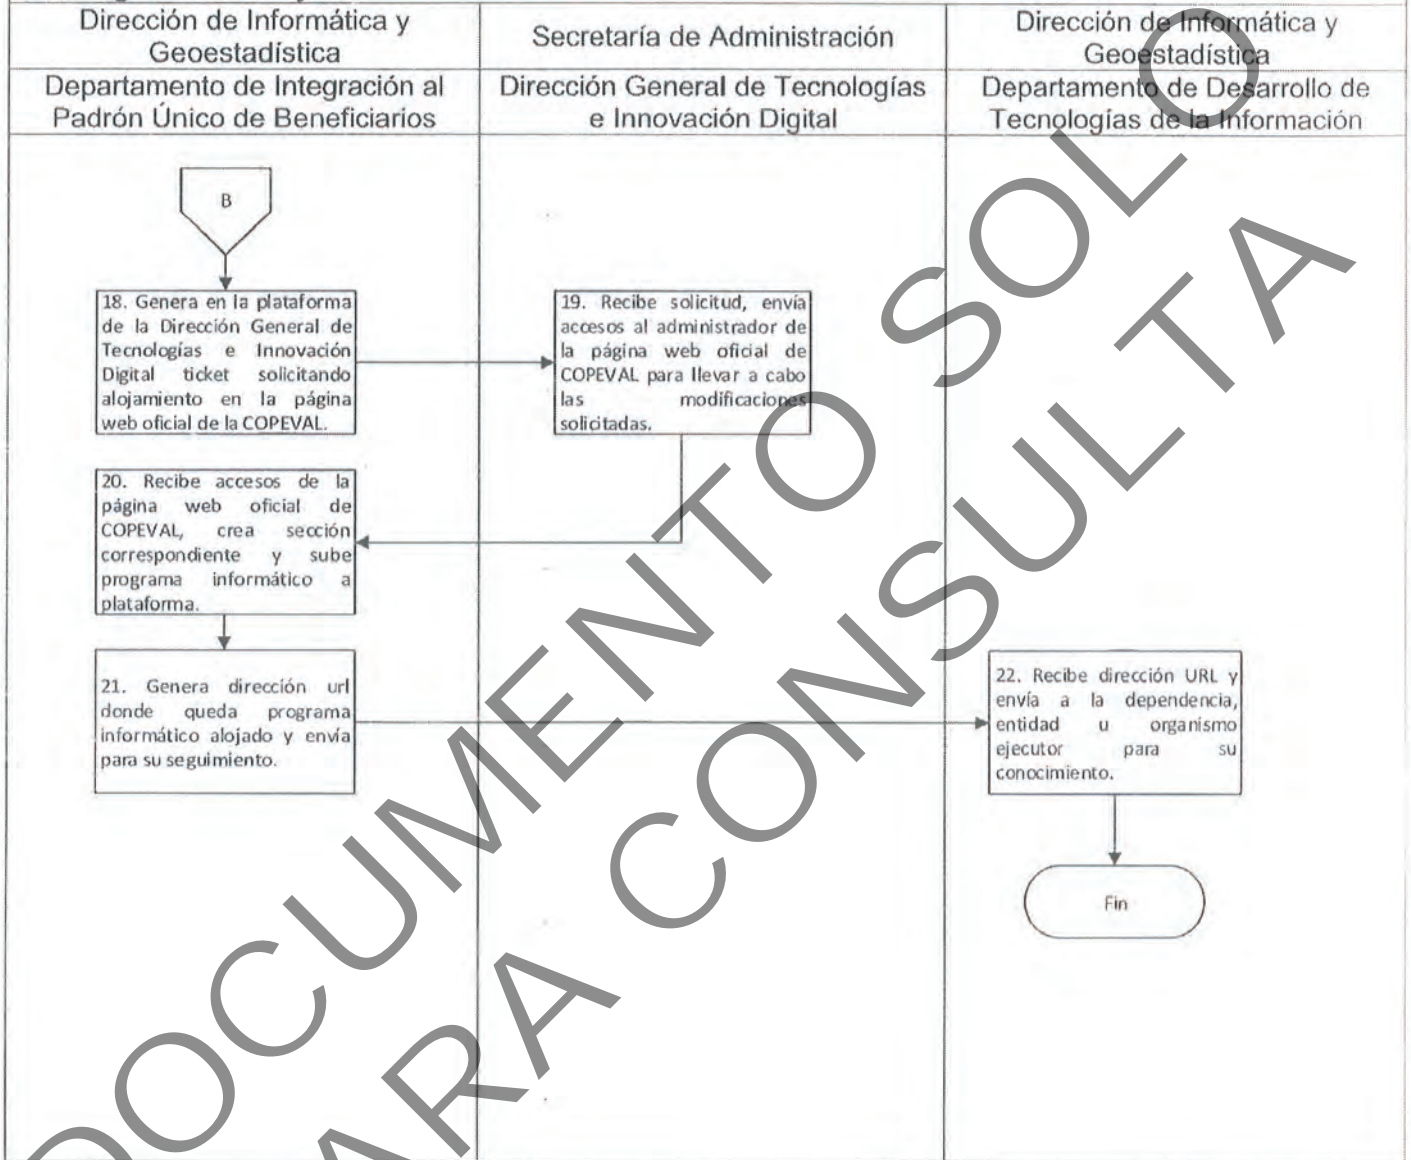 Dirección de Informática y
Geoestadística
Secretaría de Administración
Dirección de Informática y
Geoestadística
Departamento de Integración al
Padrón Único de Beneficiarios
Dirección General de Tecnologías
e Innovación Digital
Departamento de Desarrollo de
Tecnologías de la Información
B
18. Genera en la plataforma
de la Dirección General de
Tecnologías e Innovación
Digital ticket solicitando
alojamiento en la página
web oficial de la COPEVAL.
19. Recibe solicitud, envía
accesos al administrador de
la página web oficial de
COPEVAL para llevar a cabo
las modificaciones
solicitadas.
20. Recibe accesos de la
página web oficial de
COPEVAL, crea sección
correspondiente y sube
programa informático a
plataforma.
21. Genera dirección url
donde queda programa
informático alojado y envía
para su seguimiento.
22. Recibe dirección URL y
envía a la dependencia,
entidad u organismo
ejecutor para su
conocimiento.
Fin
DOCUMENTO SOLO
PARA CONSULTA